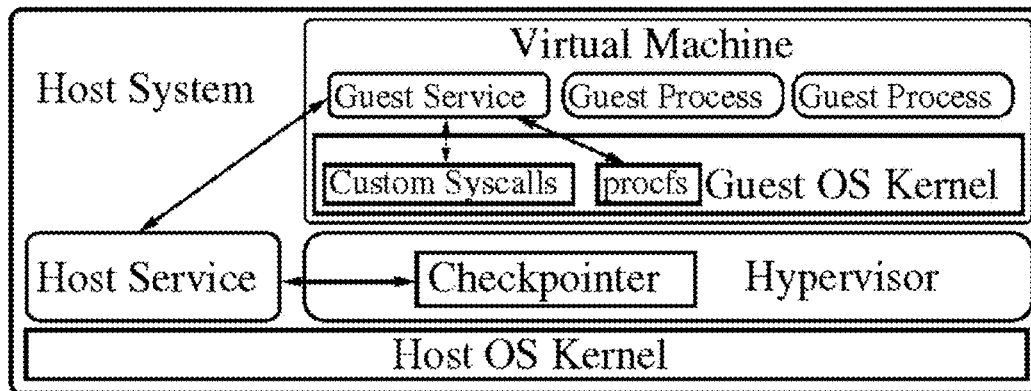 Virtual Machine
Host System
Guest Service
Guest Process
Guest Process
Custom Syscalls
procfs
Guest OS Kernel
Host Service
Checkpointer
Hypervisor
Host OS Kernel